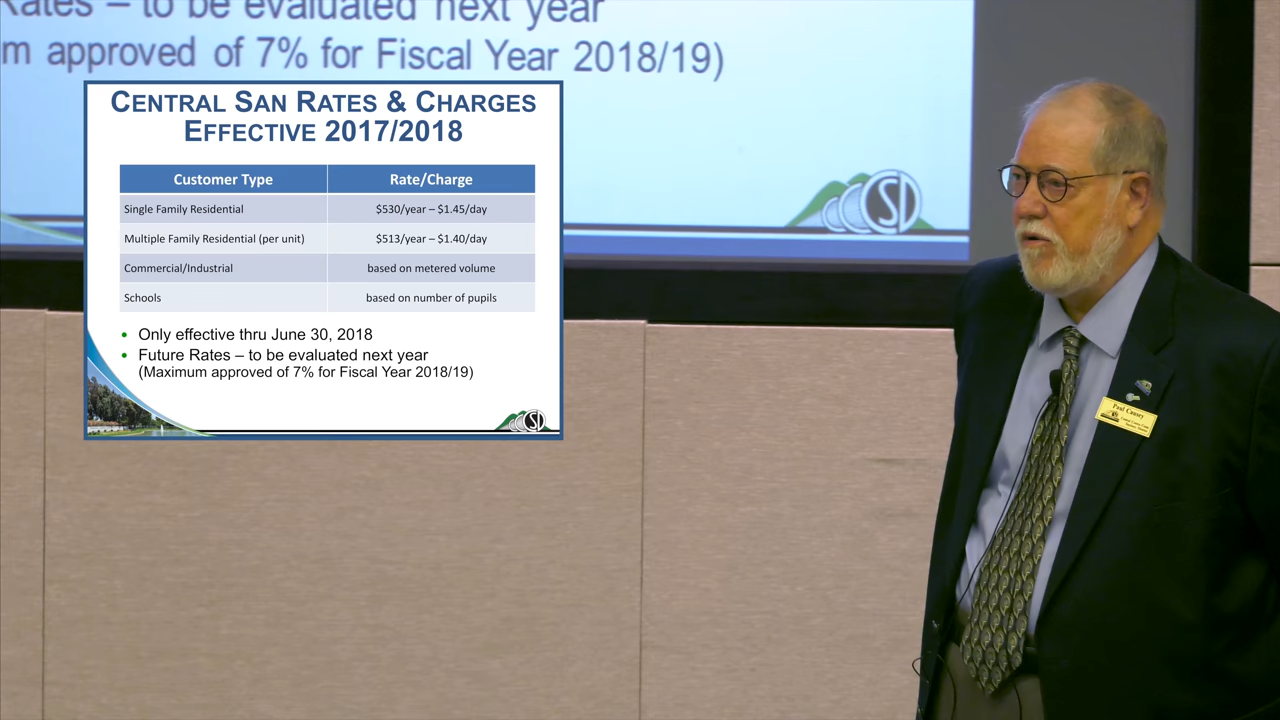 Rates – to be evaluated next year
m approved of 7% for Fiscal Year 2018/19)
CENTRAL SAN RATES & CHARGES
EFFECTIVE 2017/2018
Customer Type Rate/Charge
Single Family Residential $530/year – $1.45/day
Multiple Family Residential (per unit) $513/year – $1.40/day
Commercial/Industrial based on metered volume
Schools based on number of pupils
• Only effective thru June 30, 2018
• Future Rates – to be evaluated next year
(Maximum approved of 7% for Fiscal Year 2018/19)
Paul Causey